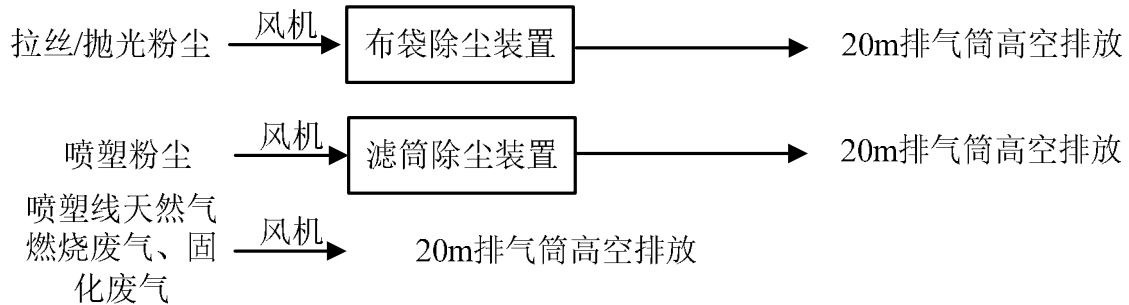 拉丝/抛光粉尘 风机 布袋除尘装置 20m排气筒高空排放
喷塑粉尘 风机 滤筒除尘装置 20m排气筒高空排放
喷塑线天然气
燃烧废气、固
化废气
风机 20m排气筒高空排放